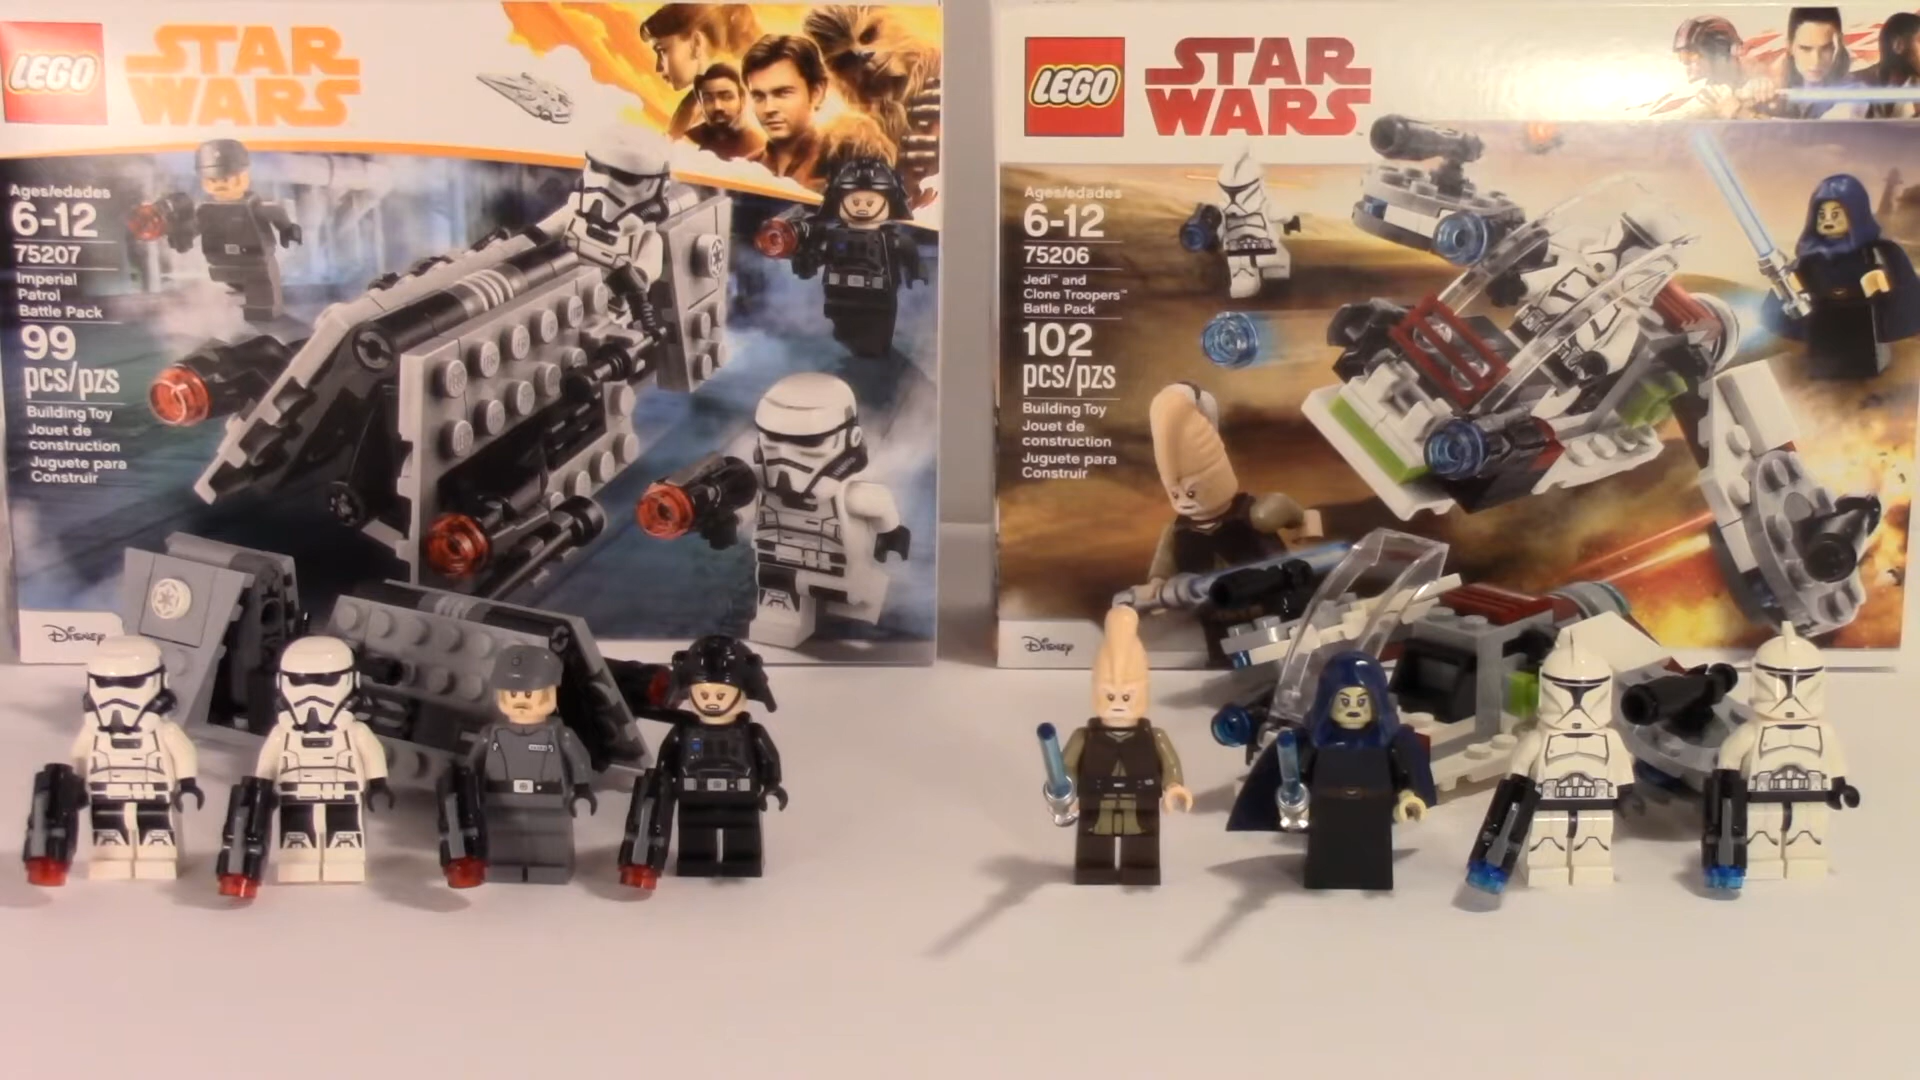 LEGO
STAR
WARS
Ages/edades
6-12
75207
Imperial
Patrol
Battle Pack
99
pcs/pzs
Building Toy
Jouet de
construction
Juguete para
Construir
Disney
LEGO
STAR
WARS
Ages/edades
6-12
75206
Jedi™ and
Clone Troopers™
Battle Pack
102
pcs/pzs
Building Toy
Jouet de
construction
Juguete para
Construir
Disney